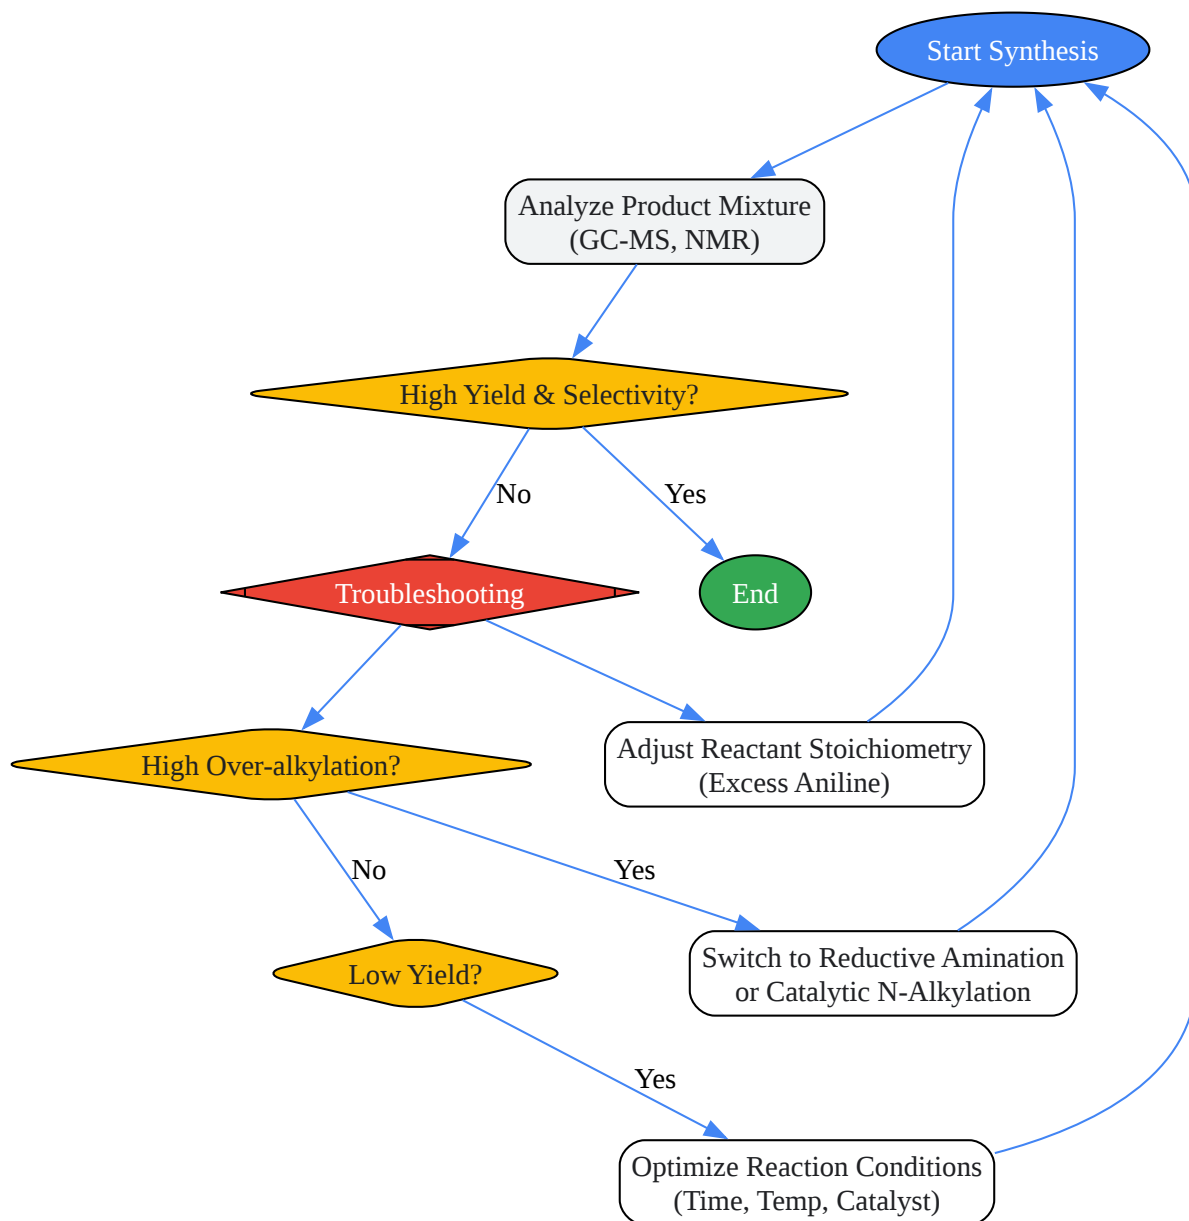 Start Synthesis
Analyze Product Mixture
(GC-MS, NMR)
High Yield & Selectivity?
No
Yes
Troubleshooting
End
Adjust Reactant Stoichiometry
(Excess Aniline)
High Over-alkylation?
No
Yes
Switch to Reductive Amination
or Catalytic N-Alkylation
Low Yield?
Yes
Optimize Reaction Conditions
(Time, Temp, Catalyst)